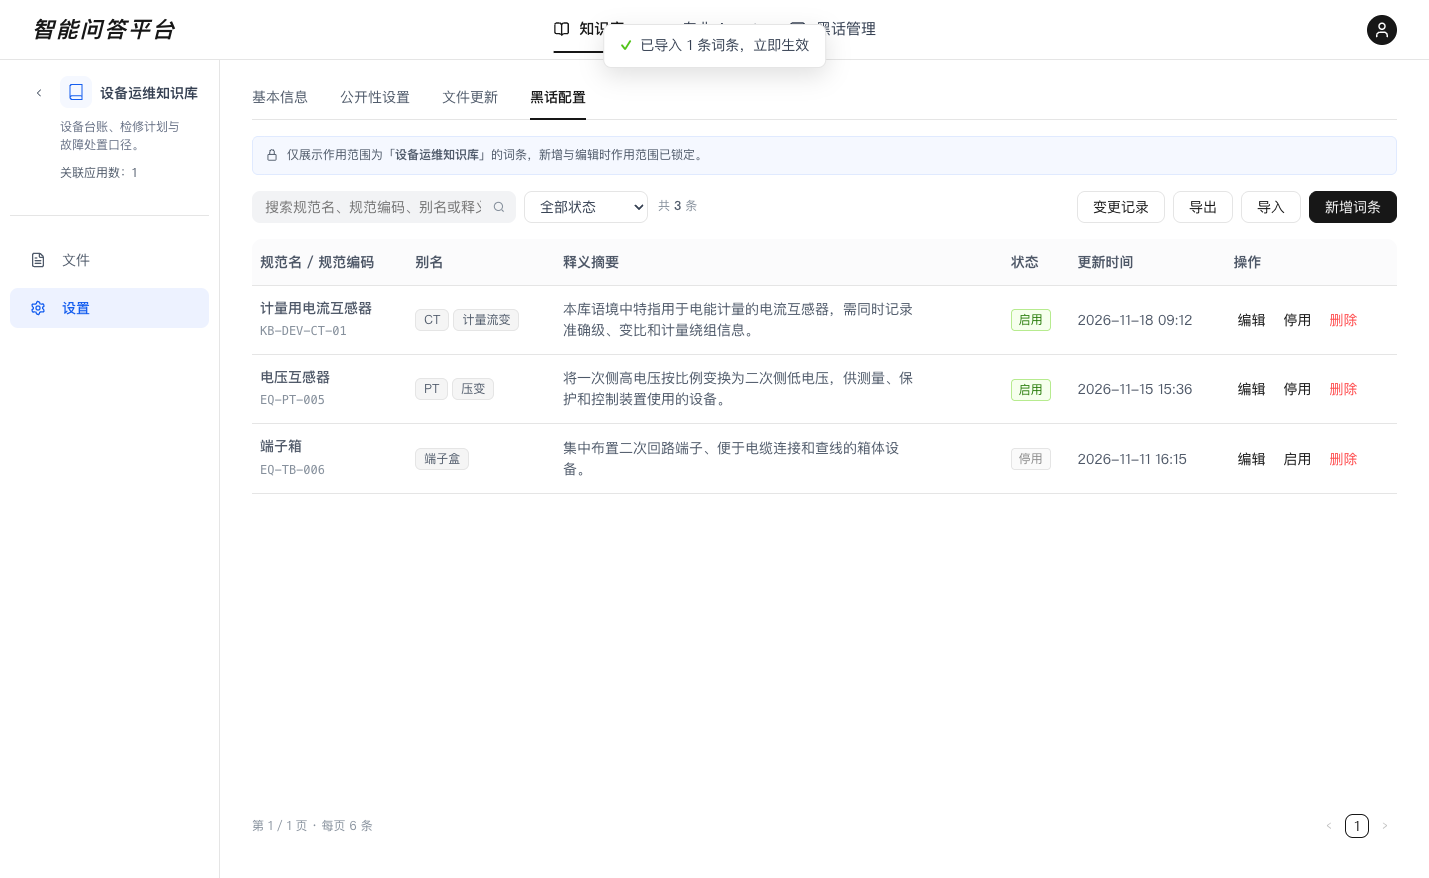 智能问答平台
知识
黑话管理
已导入 1 条词条，立即生效
设备运维知识库
设备台账、检修计划与
故障处置口径。
关联应用数：1
文件
设置
基本信息
公开性设置
文件更新
黑话配置
仅展示作用范围为「设备运维知识库」的词条，新增与编辑时作用范围已锁定。
搜索规范名、规范编码、别名或释义
全部状态
共 3 条
变更记录
导出
导入
新增词条
规范名 / 规范编码 别名 释义摘要 状态 更新时间 操作
计量用电流互感器
KB-DEV-CT-01
CT 计量流变
本库语境中特指用于电能计量的电流互感器，需同时记录
准确级、变比和计量绕组信息。
启用
2026-11-18 09:12
编辑 停用 删除
电压互感器
EQ-PT-005
PT 压变
将一次侧高电压按比例变换为二次侧低电压，供测量、保
护和控制装置使用的设备。
启用
2026-11-15 15:36
编辑 停用 删除
端子箱
EQ-TB-006
端子盒
集中布置二次回路端子、便于电缆连接和查线的箱体设
备。
停用
2026-11-11 16:15
编辑 启用 删除
第 1 / 1 页 · 每页 6 条
1